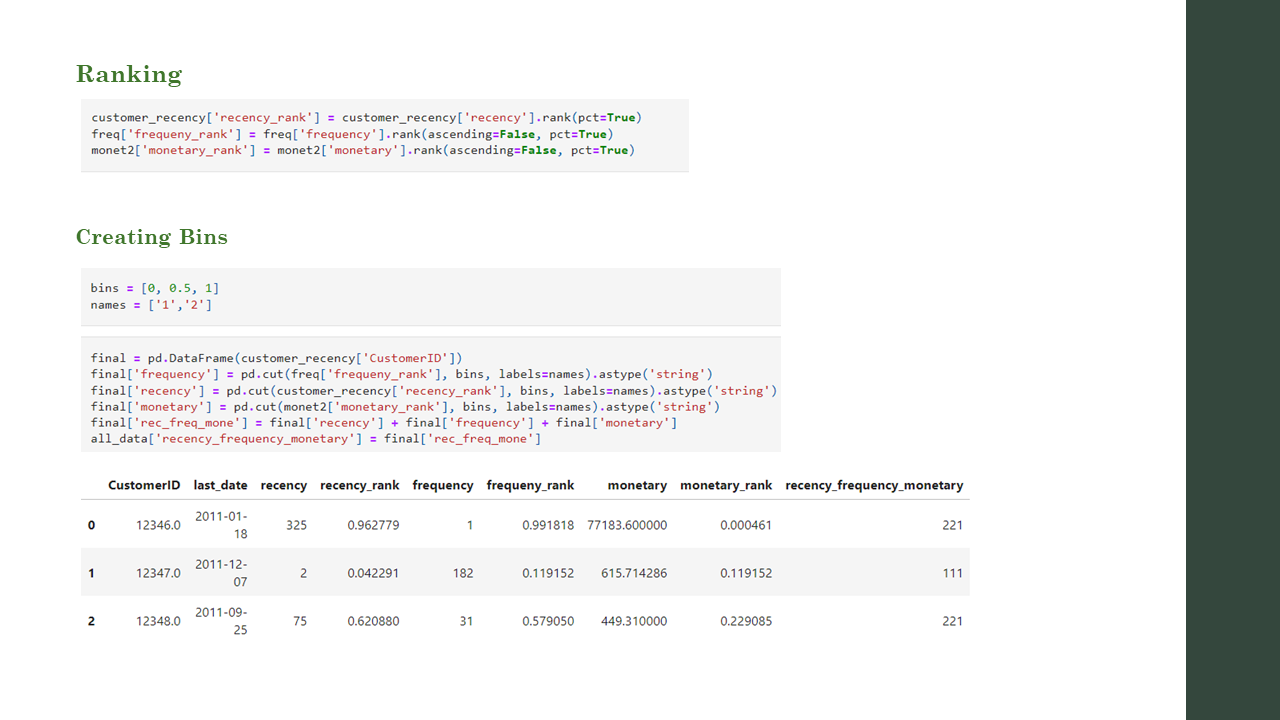 Ranking
customer_recency['recency_rank'] = customer_recency['recency'].rank(pct=True)
freq['frequeny_rank'] = freq['frequency'].rank(ascending=False, pct=True)
monet2['monetary_rank'] = monet2['monetary'].rank(ascending=False, pct=True)
Creating Bins
bins = [0, 0.5, 1]
names = ['1','2']
final = pd.DataFrame(customer_recency['CustomerID'])
final['frequency'] = pd.cut(freq['frequeny_rank'], bins, labels=names).astype('string')
final['recency'] = pd.cut(customer_recency['recency_rank'], bins, labels=names).astype('string')
final['monetary'] = pd.cut(monet2['monetary_rank'], bins, labels=names).astype('string')
final['rec_freq_mone'] = final['recency'] + final['frequency'] + final['monetary']
all_data['recency_frequency_monetary'] = final['rec_freq_mone']
CustomerID last_date recency recency_rank frequency frequeny_rank monetary monetary_rank recency_frequency_monetary
0 12346.0 2011-01-18 325 0.962779 1 0.991818 77183.600000 0.000461 221
1 12347.0 2011-12-07 2 0.042291 182 0.119152 615.714286 0.119152 111
2 12348.0 2011-09-25 75 0.620880 31 0.579050 449.310000 0.229085 221